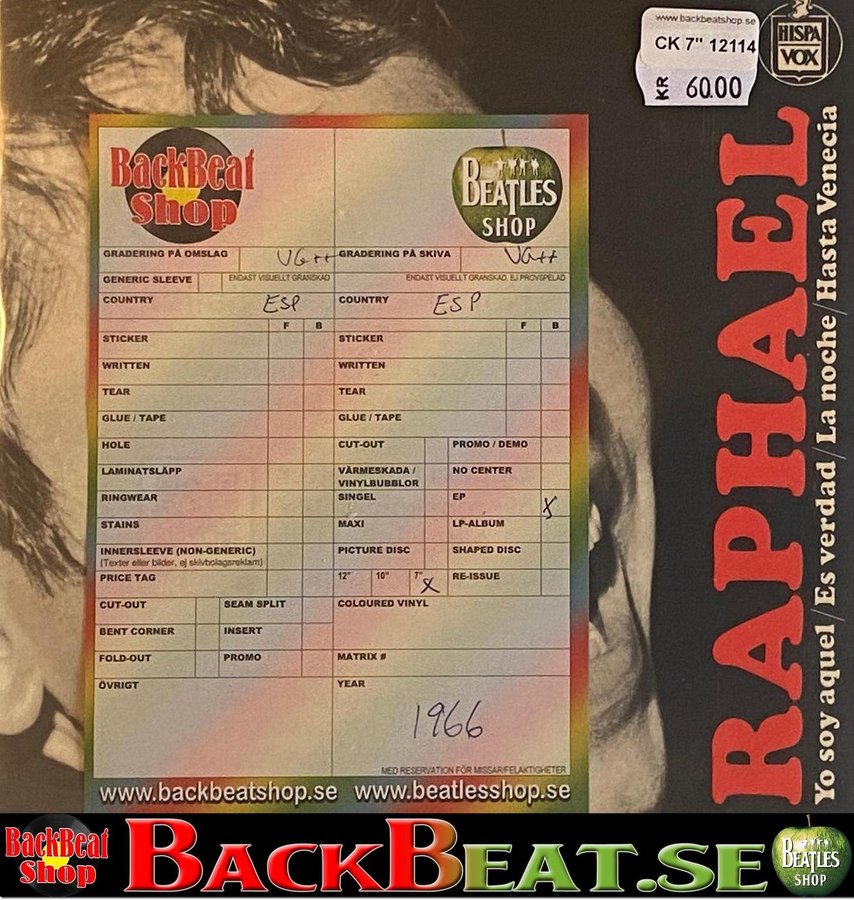 www.backbeatshop.se
CK 7" 12114
KR 60.00
HISPA
VOX
RAPHAEL
Yo soy aquel/Es verdad/La noche/Hasta Venecia
BackBeat
Shop
BEATLES
SHOP
GRADERING PÅ OMSLAG VG++ GRADERING PÅ SKIVA VG++
GENERIC SLEEVE ENDAST VISUELLT GRANSKAD ENDAST VISUELLT GRANSKAD, EJ PROVSPELAD
COUNTRY ESP COUNTRY ESP
F B F B
STICKER STICKER
WRITTEN WRITTEN
TEAR TEAR
GLUE / TAPE GLUE / TAPE
HOLE CUT-OUT PROMO / DEMO
LAMINATSLÄPP VÄRMESKADA / VINYLBUBBLOR NO CENTER
RINGWEAR SINGEL EP X
STAINS MAXI LP-ALBUM
INNERSLEEVE (NON-GENERIC) PICTURE DISC SHAPED DISC
(Texter eller bilder, ej skivbolagsreklam)
PRICE TAG 12" 10" 7" X RE-ISSUE
CUT-OUT SEAM SPLIT COLOURED VINYL
BENT CORNER INSERT
FOLD-OUT PROMO MATRIX #
ÖVRIGT YEAR
1966
MED RESERVATION FÖR MISSAR/FELAKTIGHETER
www.backbeatshop.se www.beatlesshop.se
BackBeat
Shop
BACKBEAT.SE
BEATLES
SHOP